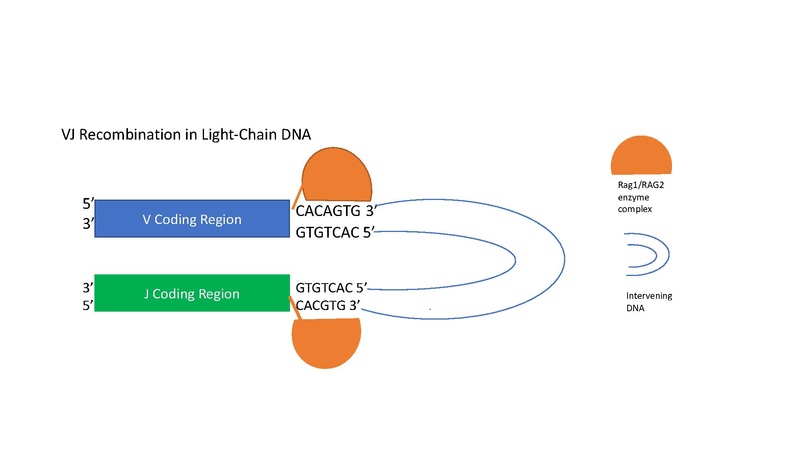 VJ Recombination in Light-Chain DNA
5’
3’
V Coding Region
CACAGTG 3’
GTGTCAC 5’
3’
5’
J Coding Region
GTGTCAC 5’
CACGTG 3’
Rag1/RAG2
enzyme
complex
Intervening
DNA